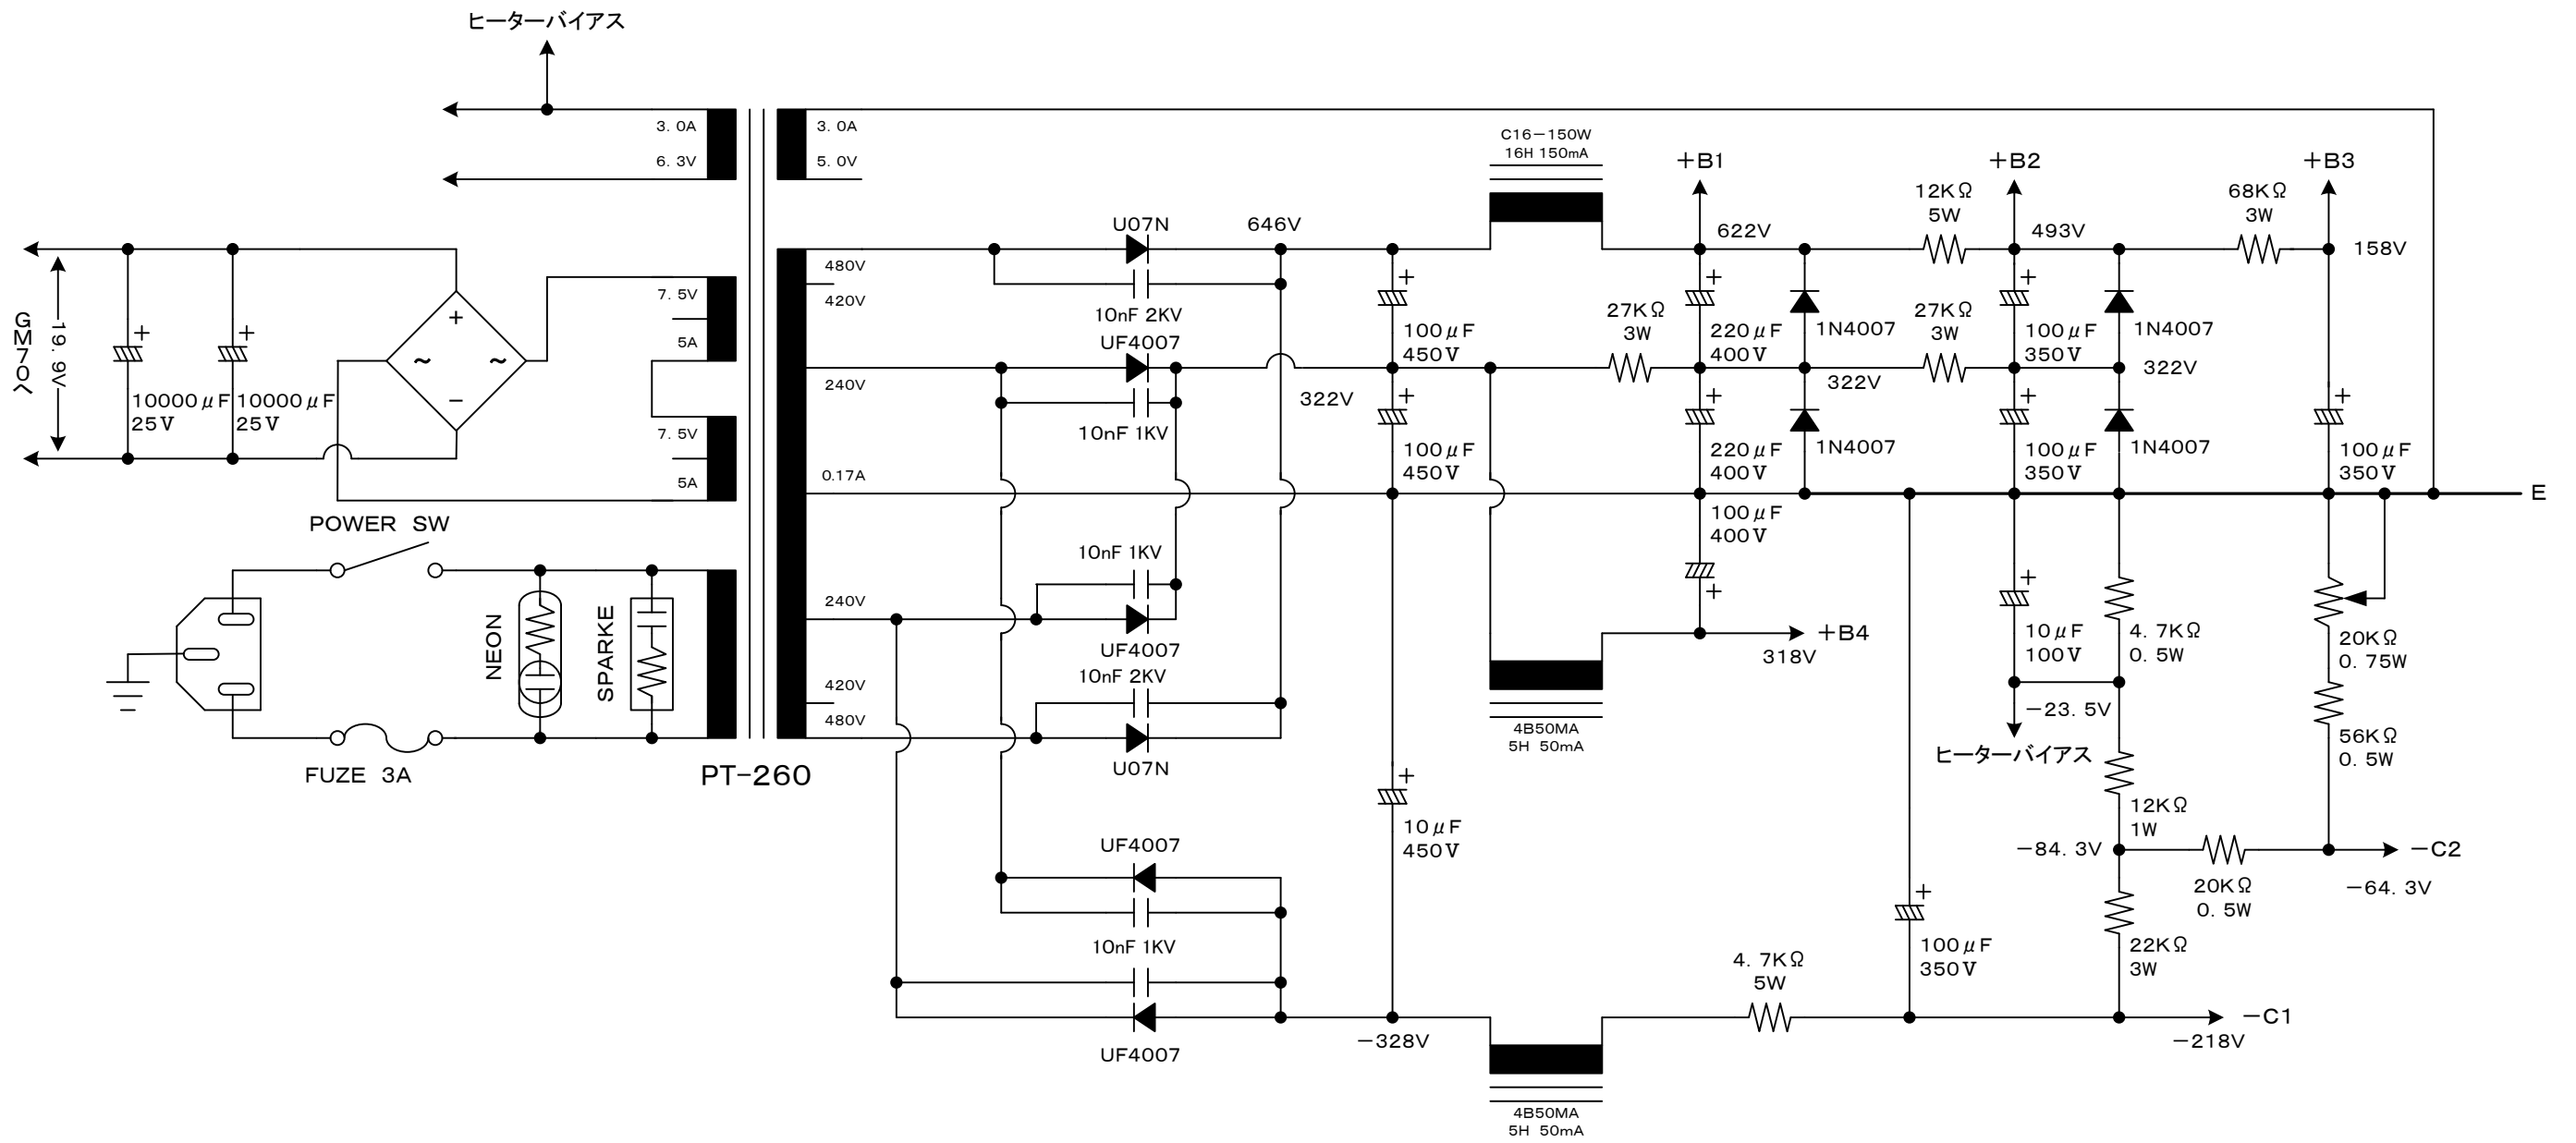 ヒーターバイアス
3. 0A
6. 3V
3. 0A
5. 0V
C16－150W
16H 150mA
+B1
+B2
+B3
12KΩ
5W
68KΩ
3W
U07N
646V
622V
493V
158V
480V
420V
10nF 2KV
UF4007
100μF
450V
27KΩ
3W
220μF
400V
1N4007
27KΩ
3W
100μF
350V
1N4007
240V
322V
322V
322V
10nF 1KV
100μF
450V
220μF
400V
1N4007
100μF
350V
1N4007
100μF
350V
GM70へ
19. 9V
10000μF
25V
10000μF
25V
7. 5V
5A
7. 5V
5A
0.17A
E
100μF
400V
POWER SW
NEON
SPARKE
FUZE 3A
PT-260
10nF 1KV
240V
UF4007
10nF 2KV
420V
480V
U07N
+B4
318V
4B50MA
5H 50mA
10μF
100V
4. 7KΩ
0. 5W
20KΩ
0. 75W
－23. 5V
ヒーターバイアス
56KΩ
0. 5W
12KΩ
1W
10μF
450V
UF4007
10nF 1KV
UF4007
－84. 3V
－C2
－64. 3V
20KΩ
0. 5W
22KΩ
3W
100μF
350V
4. 7KΩ
5W
－328V
－C1
－218V
4B50MA
5H 50mA